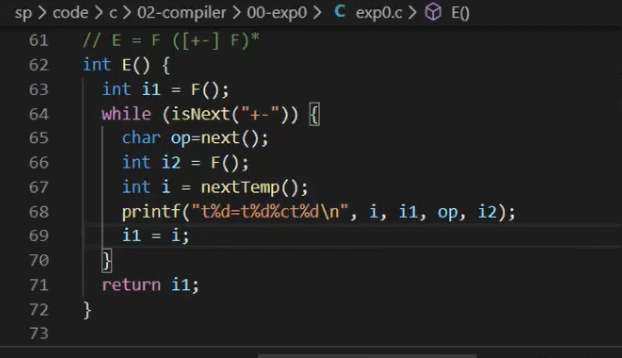 sp > code > c > 02-compiler > 00-exp0 > C exp0.c > E()
61 // E = F ([+-] F)*
62 int E() {
63   int i1 = F();
64   while (isNext("+-")) {
65     char op=next();
66     int i2 = F();
67     int i = nextTemp();
68     printf("t%d=t%d%ct%d\n", i, i1, op, i2);
69     i1 = i;
70   }
71   return i1;
72 }
73